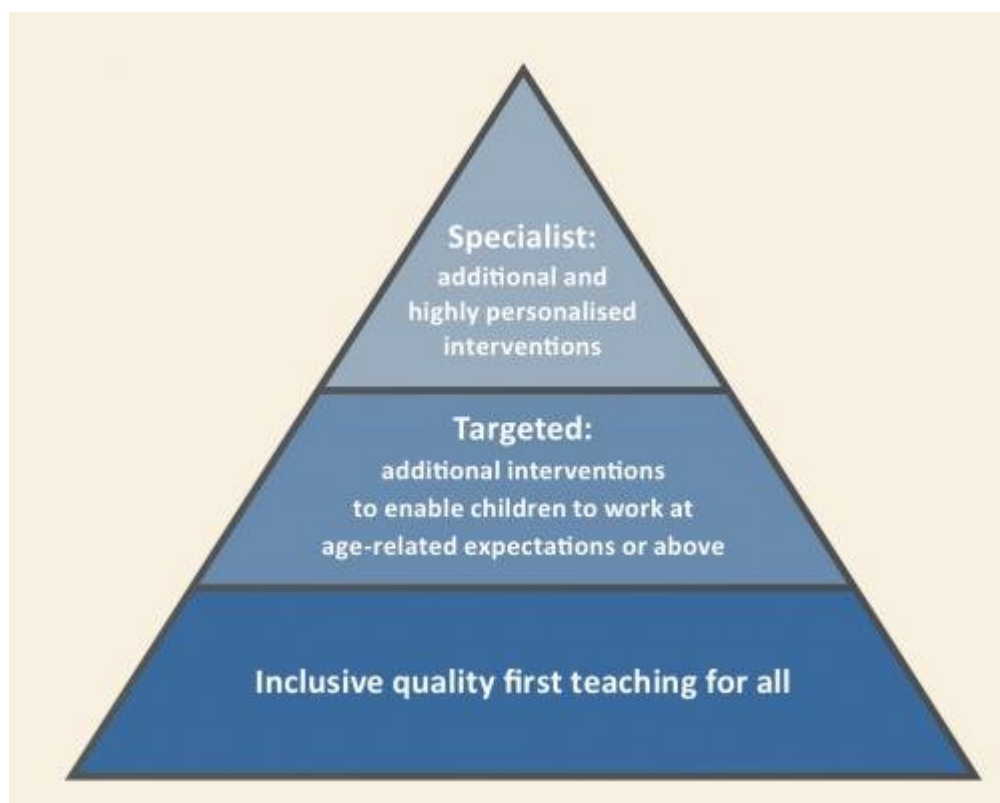 Specialist:
additional and
highly personalised
interventions
Targeted:
additional interventions
to enable children to work at
age-related expectations or above
Inclusive quality first teaching for all